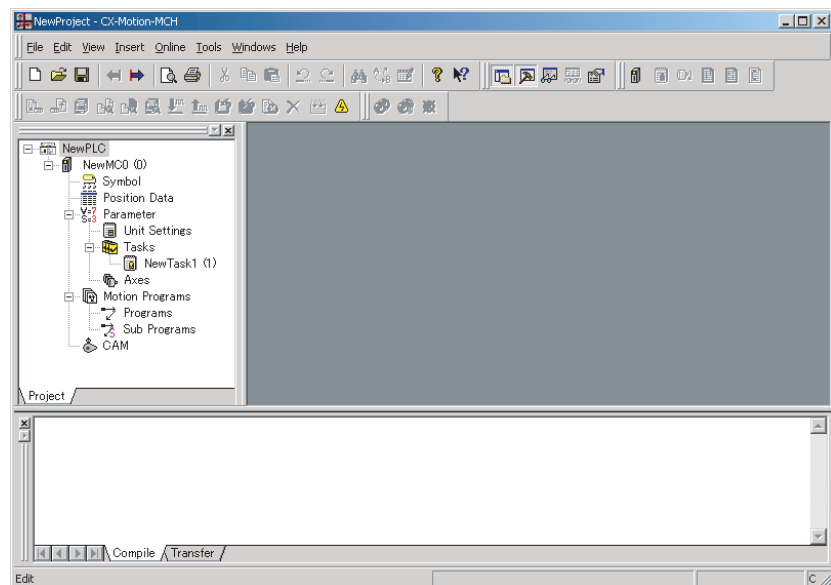 NewProject - CX-Motion-MCH
File Edit View Insert Online Tools Windows Help
NewPLC
NewMC0 (0)
Symbol
Position Data
Parameter
Unit Settings
Tasks
NewTask1 (1)
Axes
Motion Programs
Programs
Sub Programs
CAM
Project
Compile Transfer
Edit
C